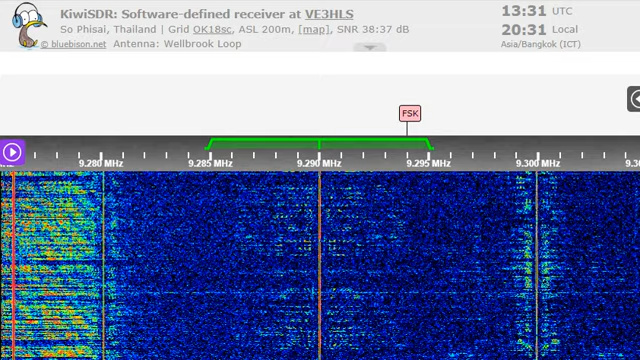 KiwiSDR: Software-defined receiver at VE3HLS
So Phisai, Thailand | Grid OK18sc, ASL 200m, [map], SNR 38:37 dB
© bluebison.net Antenna: Wellbrook Loop
13:31 UTC
20:31 Local
Asia/Bangkok (ICT)
FSK
9.280 MHz 9.285 MHz 9.290 MHz 9.295 MHz 9.300 MHz